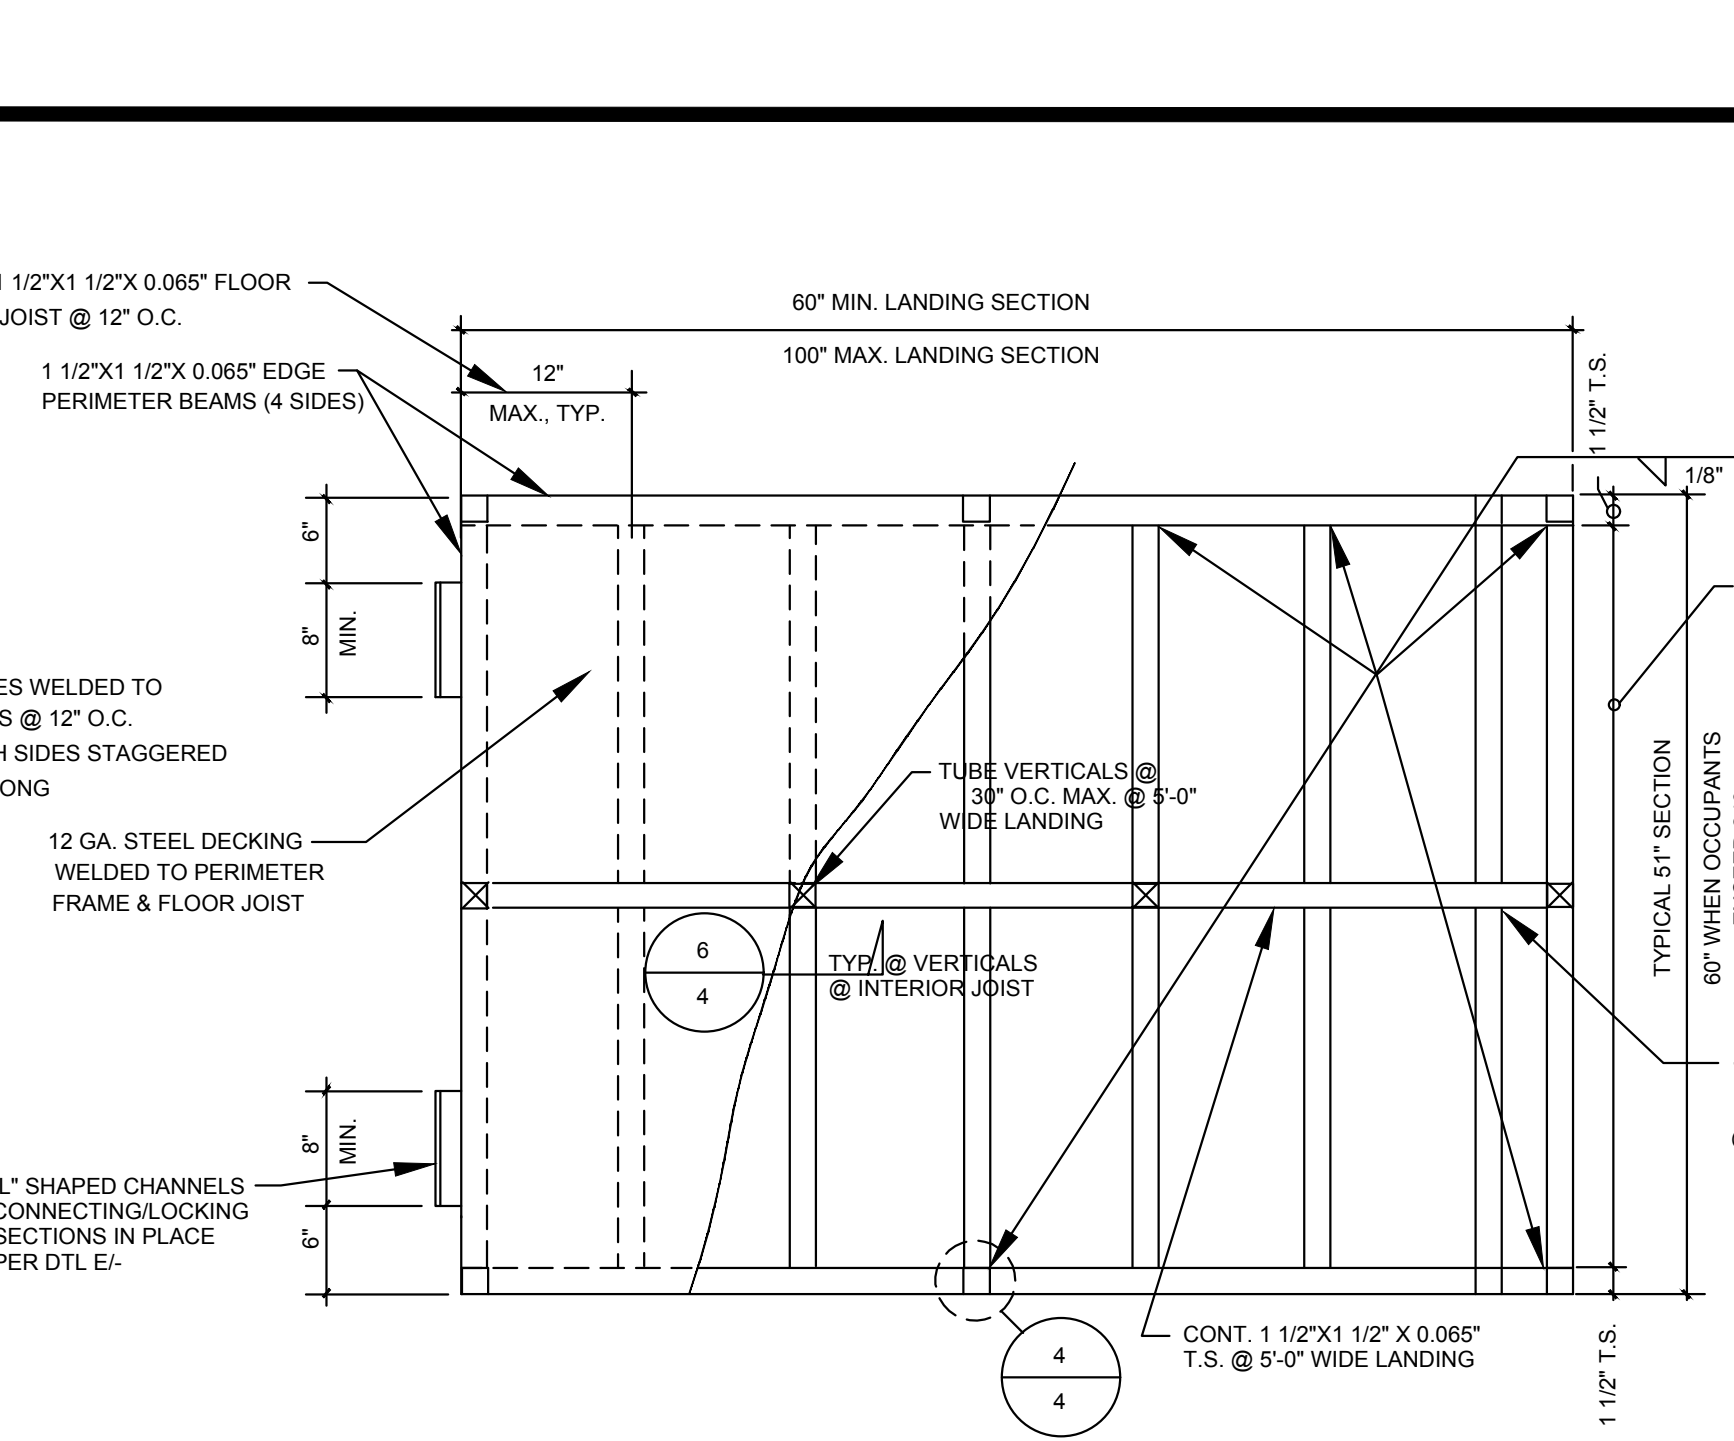 1/2"X1 1/2"X 0.065" FLOOR
JOIST @ 12" O.C.
1 1/2"X1 1/2"X 0.065" EDGE
PERIMETER BEAMS (4 SIDES)
60" MIN. LANDING SECTION
100" MAX. LANDING SECTION
12"
MAX., TYP.
1 1/2" T.S.
1/8"
6"
8"
MIN.
ES WELDED TO
S @ 12" O.C.
H SIDES STAGGERED
ONG
12 GA. STEEL DECKING
WELDED TO PERIMETER
FRAME & FLOOR JOIST
TUBE VERTICALS @
30" O.C. MAX. @ 5'-0"
WIDE LANDING
6
4
TYP. @ VERTICALS
@ INTERIOR JOIST
TYPICAL 51" SECTION
60" WHEN OCCUPANTS
8"
MIN.
6"
L" SHAPED CHANNELS
CONNECTING/LOCKING
SECTIONS IN PLACE
PER DTL E/-
4
4
CONT. 1 1/2"X1 1/2" X 0.065"
T.S. @ 5'-0" WIDE LANDING
1 1/2" T.S.